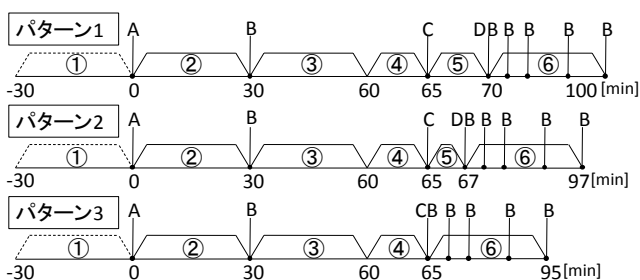 パターン1 A B C DB B B B B
① ② ③ ④ ⑤ ⑥
-30 0 30 60 65 70 100 [min]
パターン2 A B C DB B B B B
① ② ③ ④ ⑤ ⑥
-30 0 30 60 65 67 97 [min]
パターン3 A B CB B B B B
① ② ③ ④ ⑥
-30 0 30 60 65 95 [min]